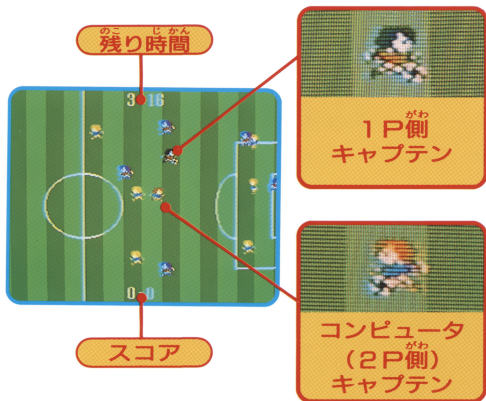 のこ じかん
残り時間
3 16
0-0
スコア
がわ
1P側
キャプテン
コンピュータ
がわ
(2P側)
キャプテン